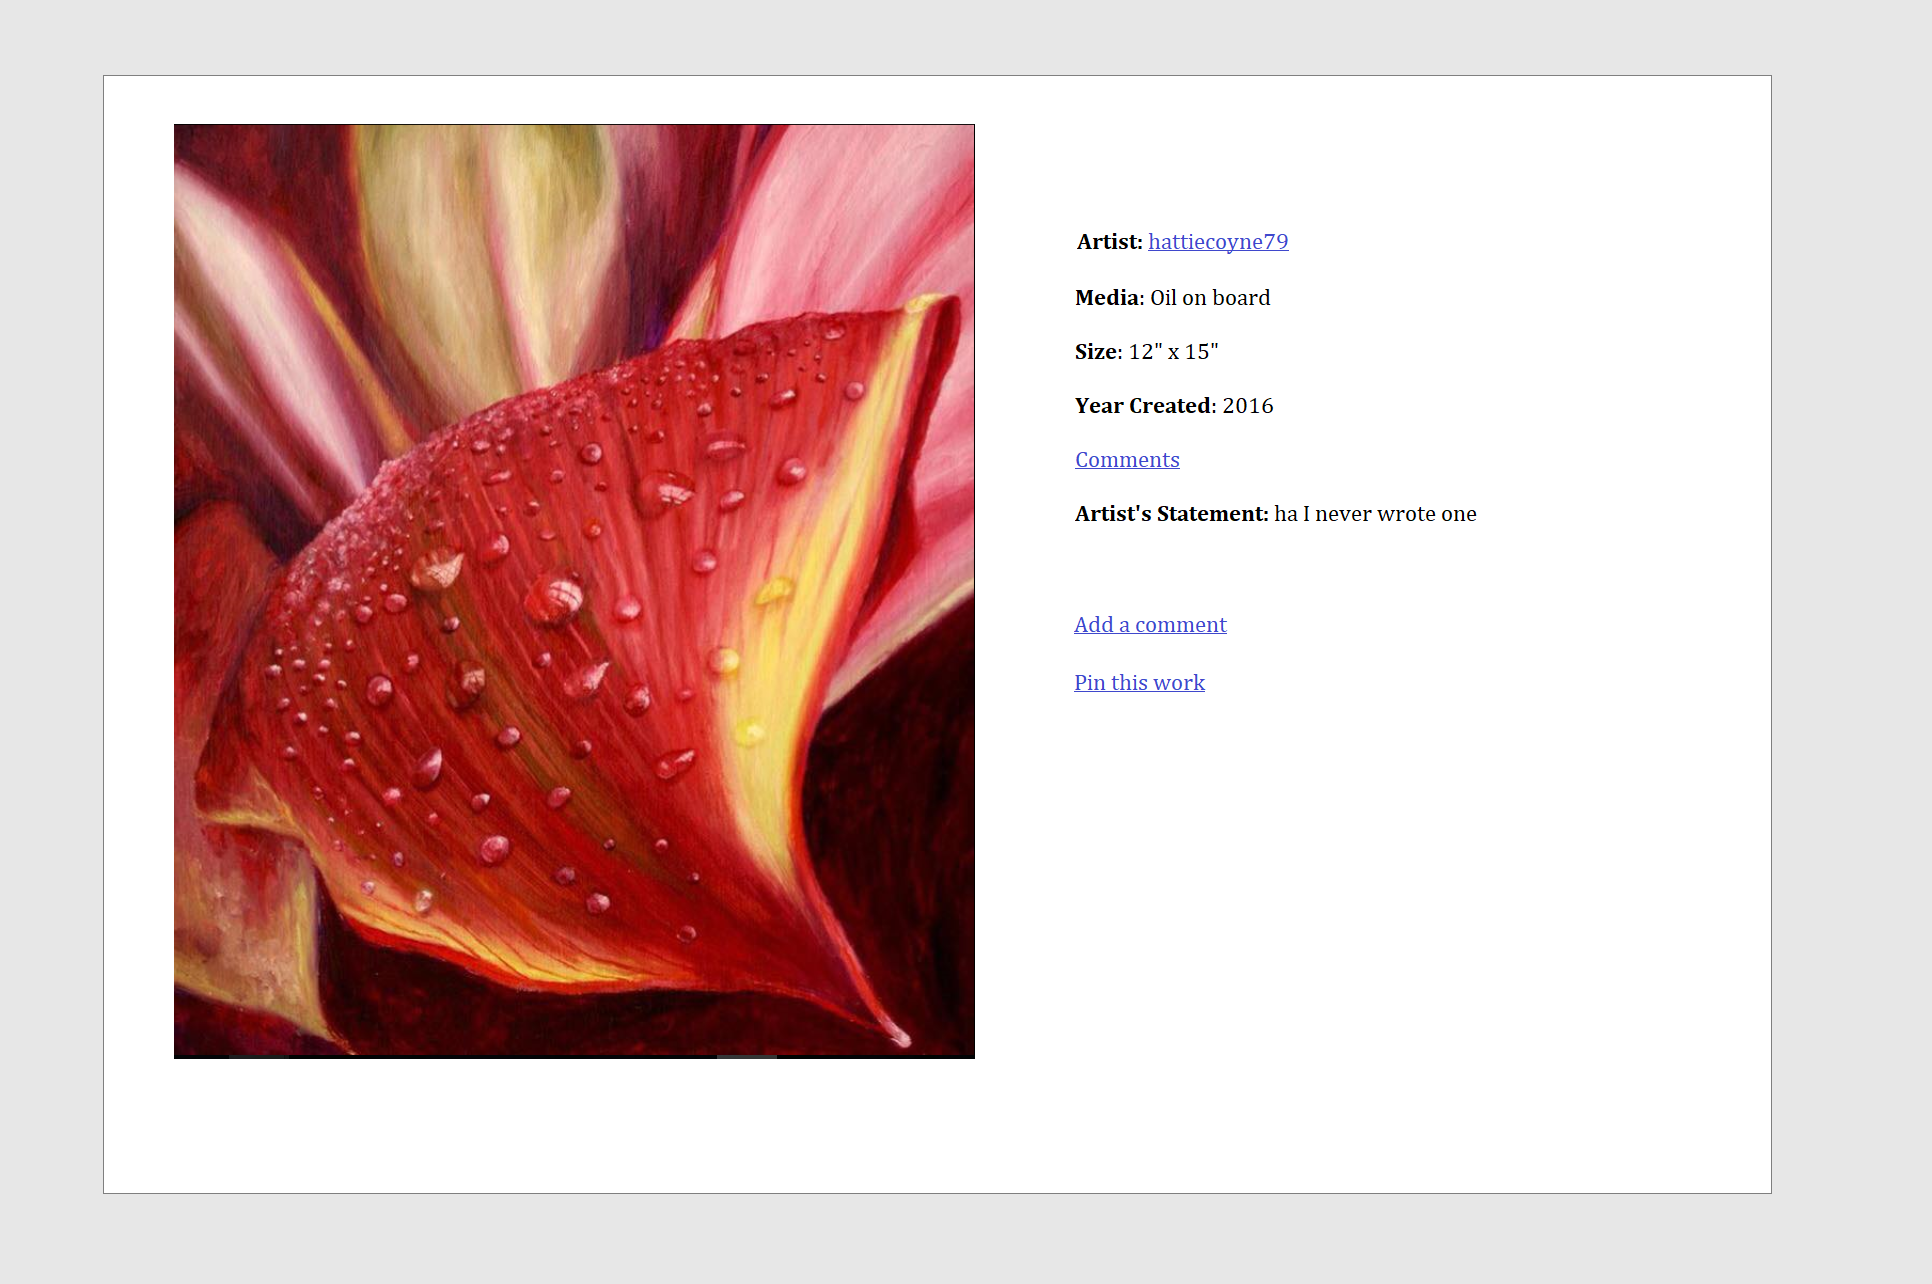 Artist: hattiecoyne79
Media: Oil on board
Size: 12" x 15"
Year Created: 2016
Comments
Artist's Statement: ha I never wrote one
Add a comment
Pin this work